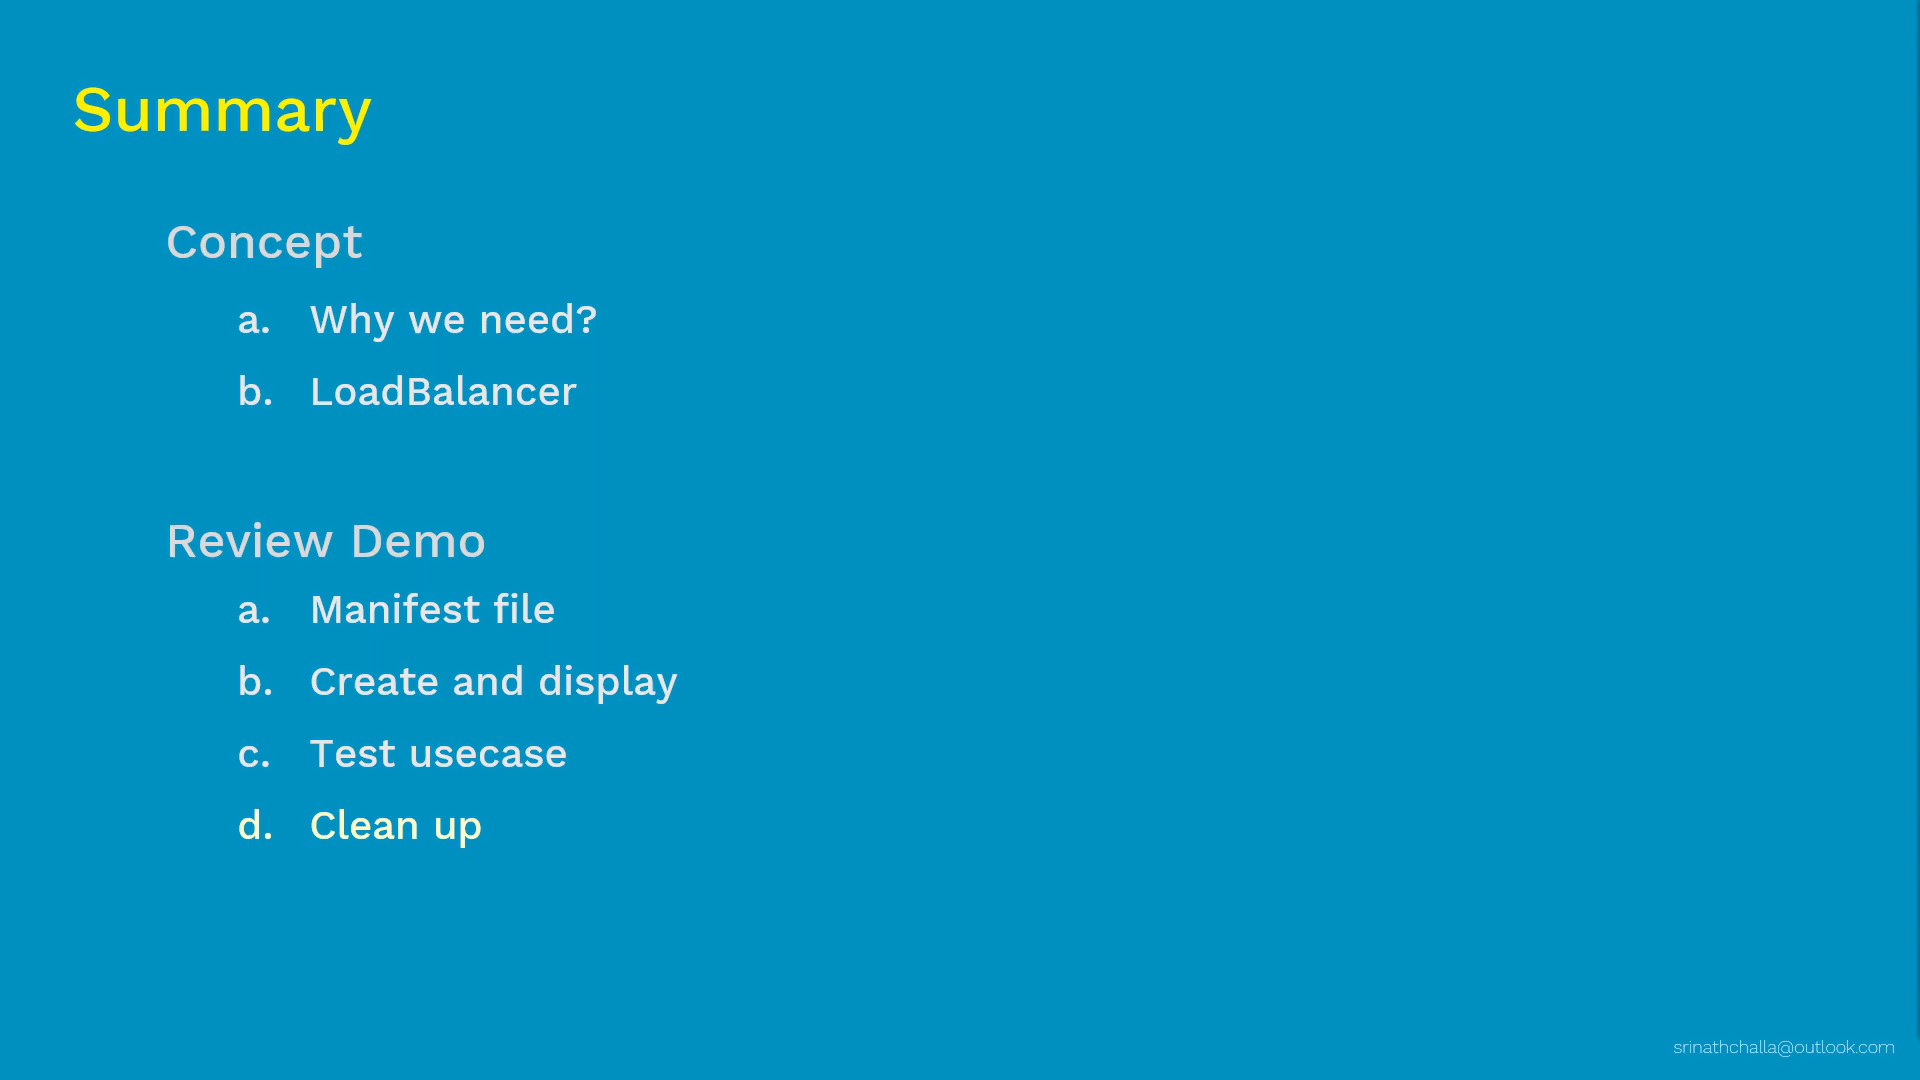 Summary
Concept
a. Why we need?
b. LoadBalancer
Review Demo
a. Manifest file
b. Create and display
c. Test usecase
d. Clean up
srinathchalla@outlook.com